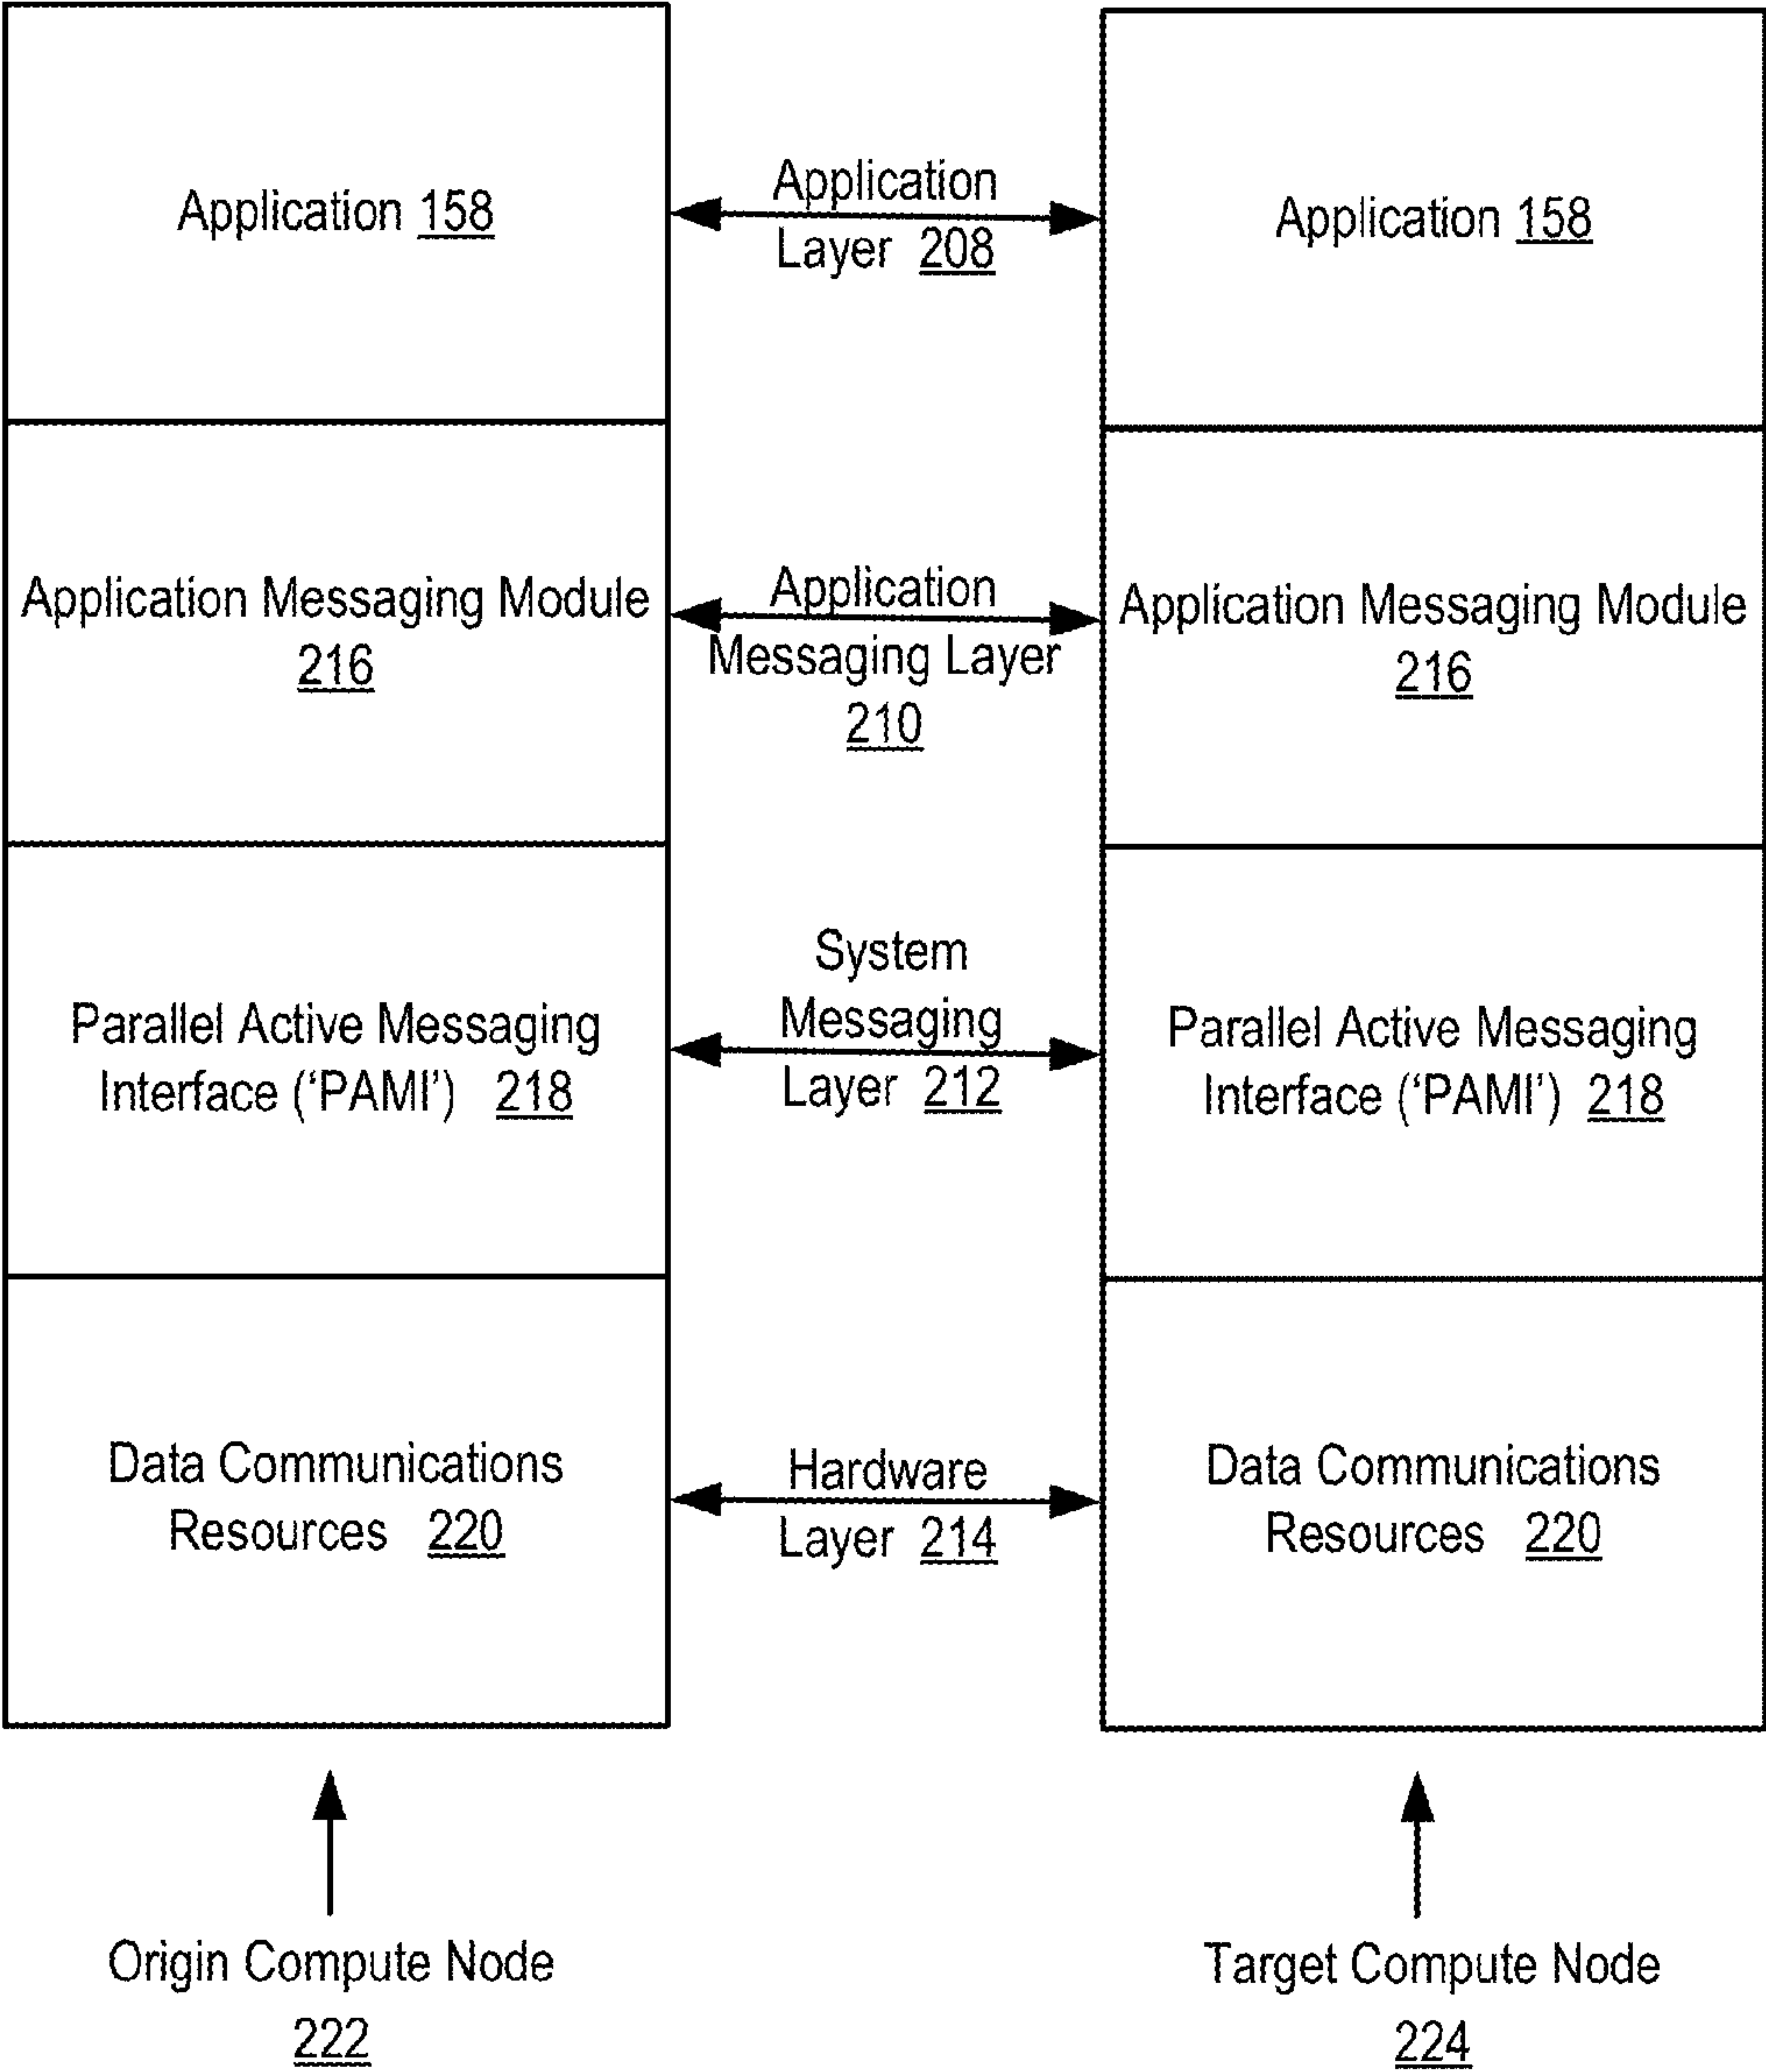 Application 158
Application
Layer 208
Application 158
Application Messaging Module
216
Application
Messaging Layer
210
Application Messaging Module
216
Parallel Active Messaging
Interface (‘PAMI’) 218
System
Messaging
Layer 212
Parallel Active Messaging
Interface (‘PAMI’) 218
Data Communications
Resources 220
Hardware
Layer 214
Data Communications
Resources 220
Origin Compute Node
222
Target Compute Node
224